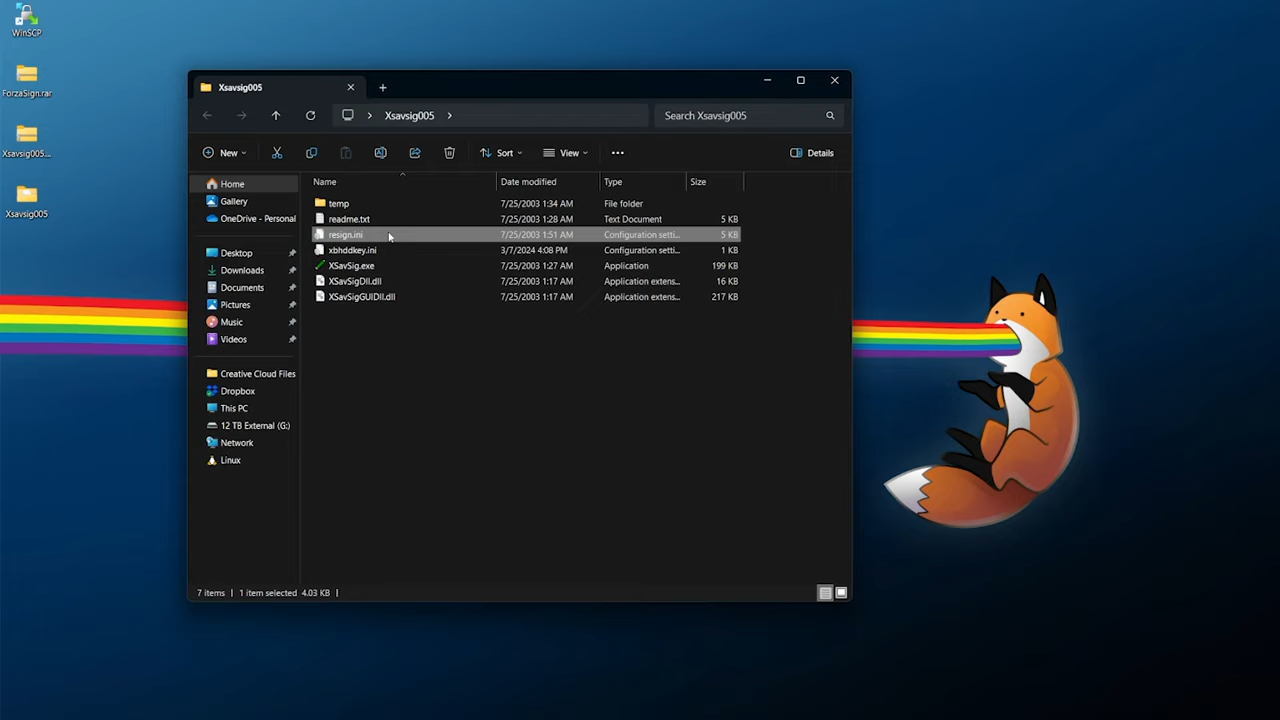 WinSCP
ForzaSign.rar
Xsavsig005...
Xsavsig005
Xsavsig005
Xsavsig005
Search Xsavsig005
New
Sort
View
Details
Home
Gallery
OneDrive - Personal
Desktop
Downloads
Documents
Pictures
Music
Videos
Creative Cloud Files
Dropbox
This PC
12 TB External (G:)
Network
Linux
Name Date modified Type Size
temp 7/25/2003 1:34 AM File folder
readme.txt 7/25/2003 1:28 AM Text Document 5 KB
resign.ini 7/25/2003 1:51 AM Configuration setti... 5 KB
xbhddkey.ini 3/7/2024 4:08 PM Configuration setti... 1 KB
XSavSig.exe 7/25/2003 1:27 AM Application 199 KB
XSavSigDll.dll 7/25/2003 1:17 AM Application extens... 16 KB
XSavSigGUIDll.dll 7/25/2003 1:17 AM Application extens... 217 KB
7 items | 1 item selected 4.03 KB |